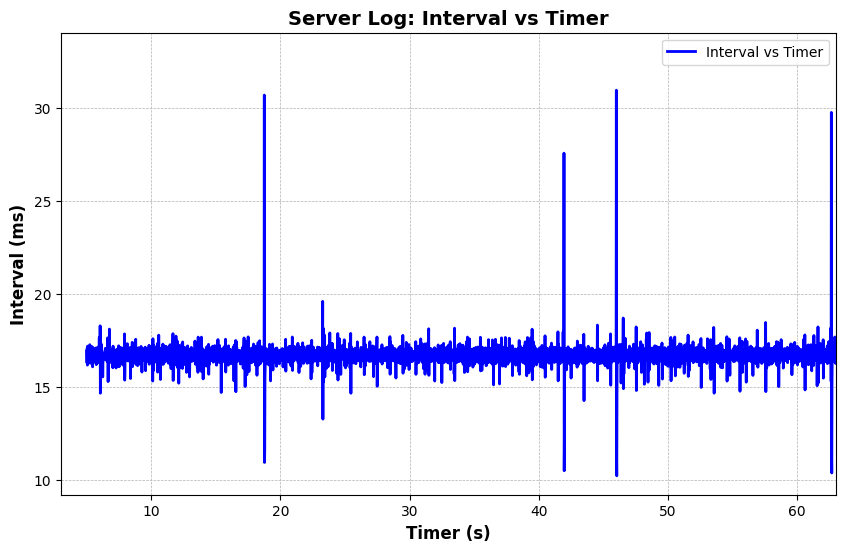 Server Log: Interval vs Timer
Interval vs Timer
Interval (ms)
30
25
20
15
10
10 20 30 40 50 60
Timer (s)